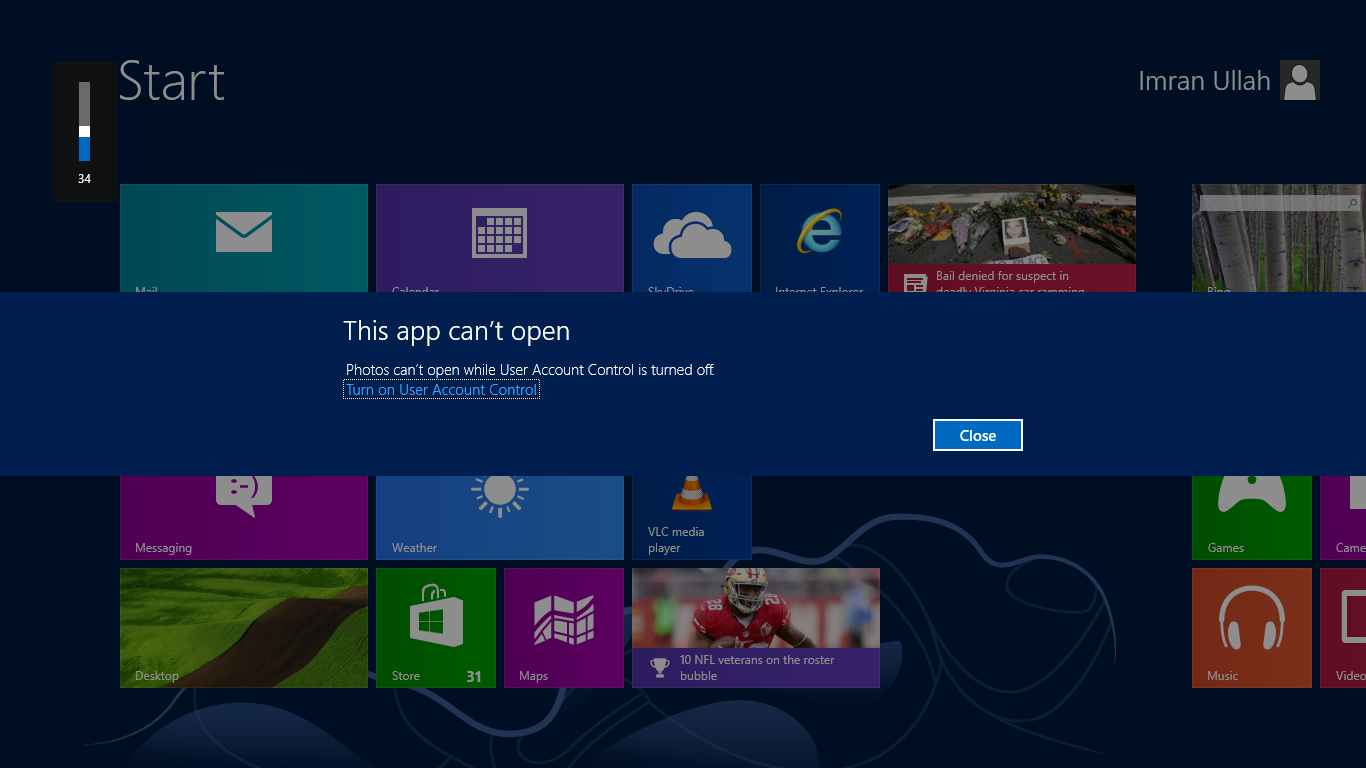 Start
Imran Ullah
34
Mail
Calendar
SkyDrive
Internet Explorer
Bail denied for suspect in
deadly Virginia car ramming
Bing
This app can't open
Photos can't open while User Account Control is turned off.
Turn on User Account Control
Close
Messaging
Weather
VLC media
player
Games
Came
Desktop
Store
31
Maps
10 NFL veterans on the roster
bubble
Music
Video